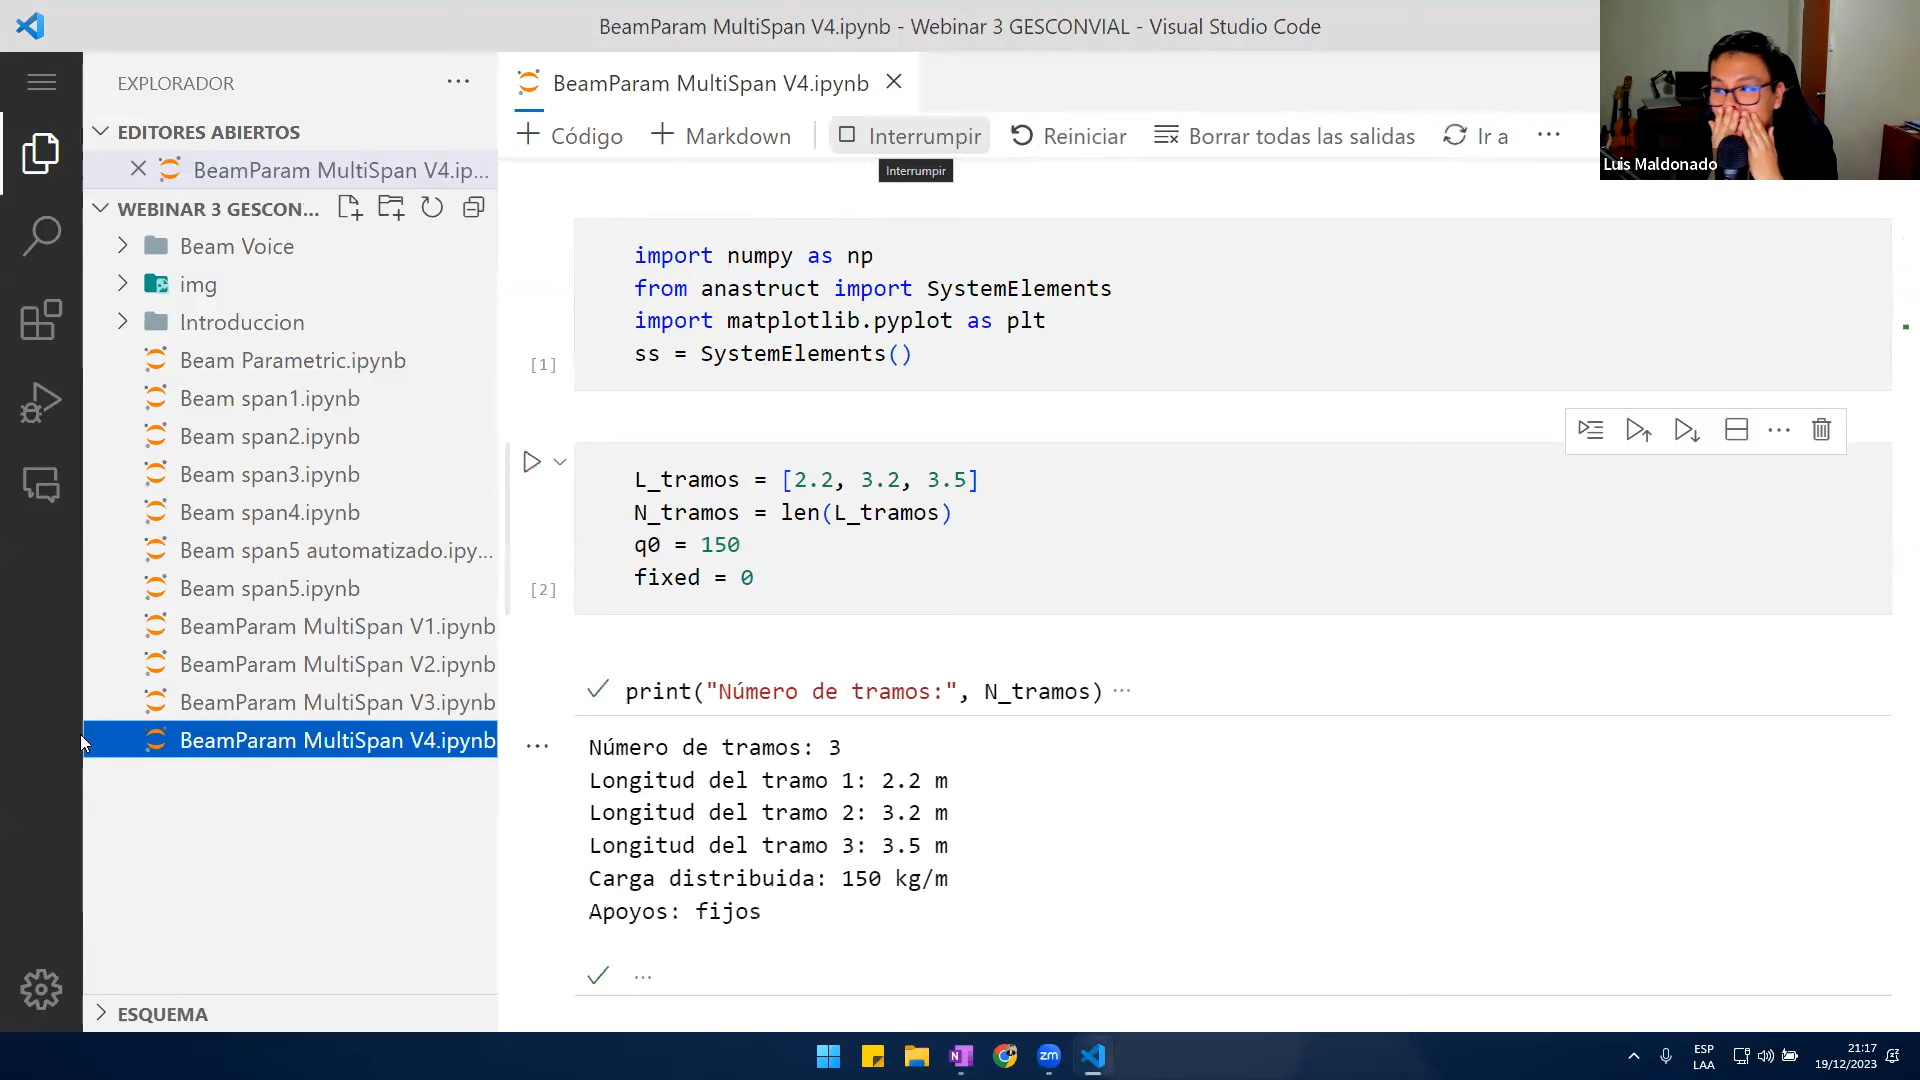 BeamParam MultiSpan V4.ipynb - Webinar 3 GESCONVIAL - Visual Studio Code
EXPLORADOR
EDITORES ABIERTOS
BeamParam MultiSpan V4.ip...
WEBINAR 3 GESCON...
Beam Voice
img
Introduccion
Beam Parametric.ipynb
Beam span1.ipynb
Beam span2.ipynb
Beam span3.ipynb
Beam span4.ipynb
Beam span5 automatizado.ipy...
Beam span5.ipynb
BeamParam MultiSpan V1.ipynb
BeamParam MultiSpan V2.ipynb
BeamParam MultiSpan V3.ipynb
BeamParam MultiSpan V4.ipynb
ESQUEMA
BeamParam MultiSpan V4.ipynb
Código
Markdown
Interrumpir
Reiniciar
Borrar todas las salidas
Ir a
Interrumpir
Luis Maldonado
import numpy as np
from anastruct import SystemElements
import matplotlib.pyplot as plt
ss = SystemElements()
[1]
L_tramos = [2.2, 3.2, 3.5]
N_tramos = len(L_tramos)
q0 = 150
fixed = 0
[2]
print("Número de tramos:", N_tramos) ...
Número de tramos: 3
Longitud del tramo 1: 2.2 m
Longitud del tramo 2: 3.2 m
Longitud del tramo 3: 3.5 m
Carga distribuida: 150 kg/m
Apoyos: fijos
...
zm
N
ESP
LAA
21:17
19/12/2023